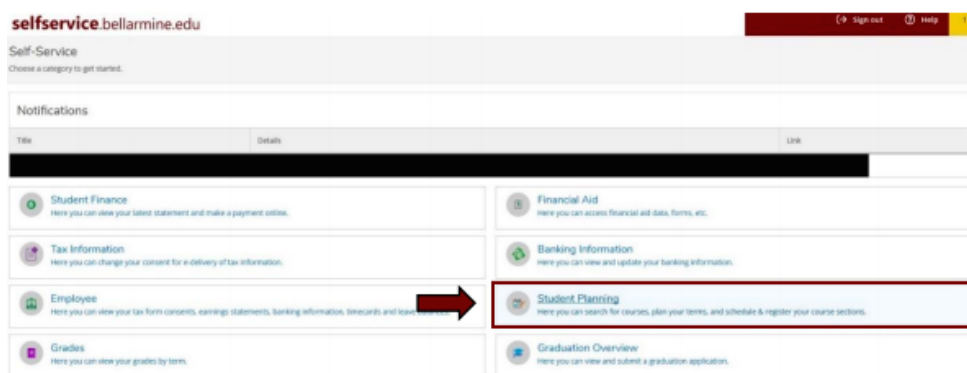 selfservice.bellarmine.edu
Sign out
Help
Self-Service
Choose a category to get started.
Notifications
Title
Details
Link
Student Finance
Here you can view your latest statement and make a payment online.
Financial Aid
Here you can access financial aid data, forms, etc.
Tax Information
Here you can change your consent for e-delivery of tax information.
Banking Information
Here you can view and update your banking information.
Employee
Here you can view your tax form consents, earnings statements, banking information, timecards and leave
Student Planning
Here you can search for courses, plan your terms, and schedule & register your course sections.
Grades
Here you can view your grades by term.
Graduation Overview
Here you can view and submit a graduation application.